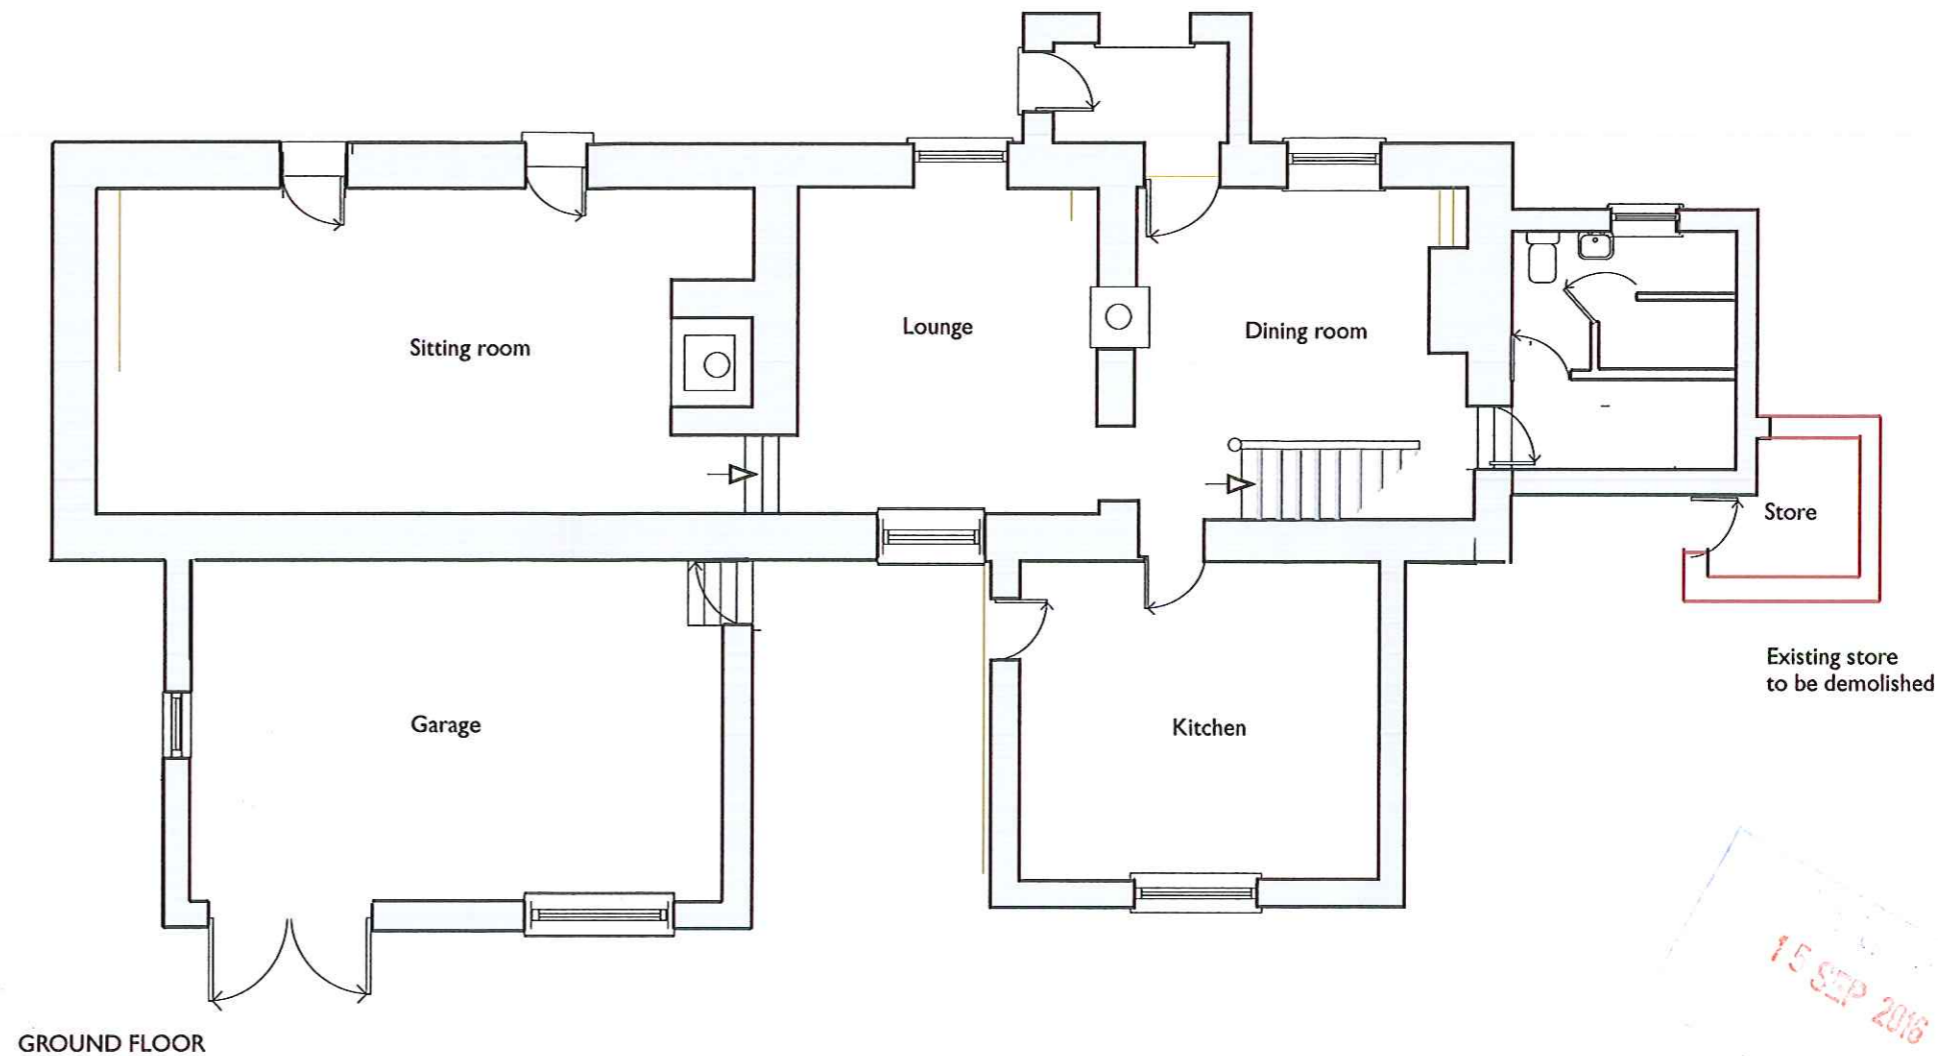 Sitting room
Lounge
Dining room
Store
Existing store
to be demolished
Garage
Kitchen
15 SEP 2016
GROUND FLOOR